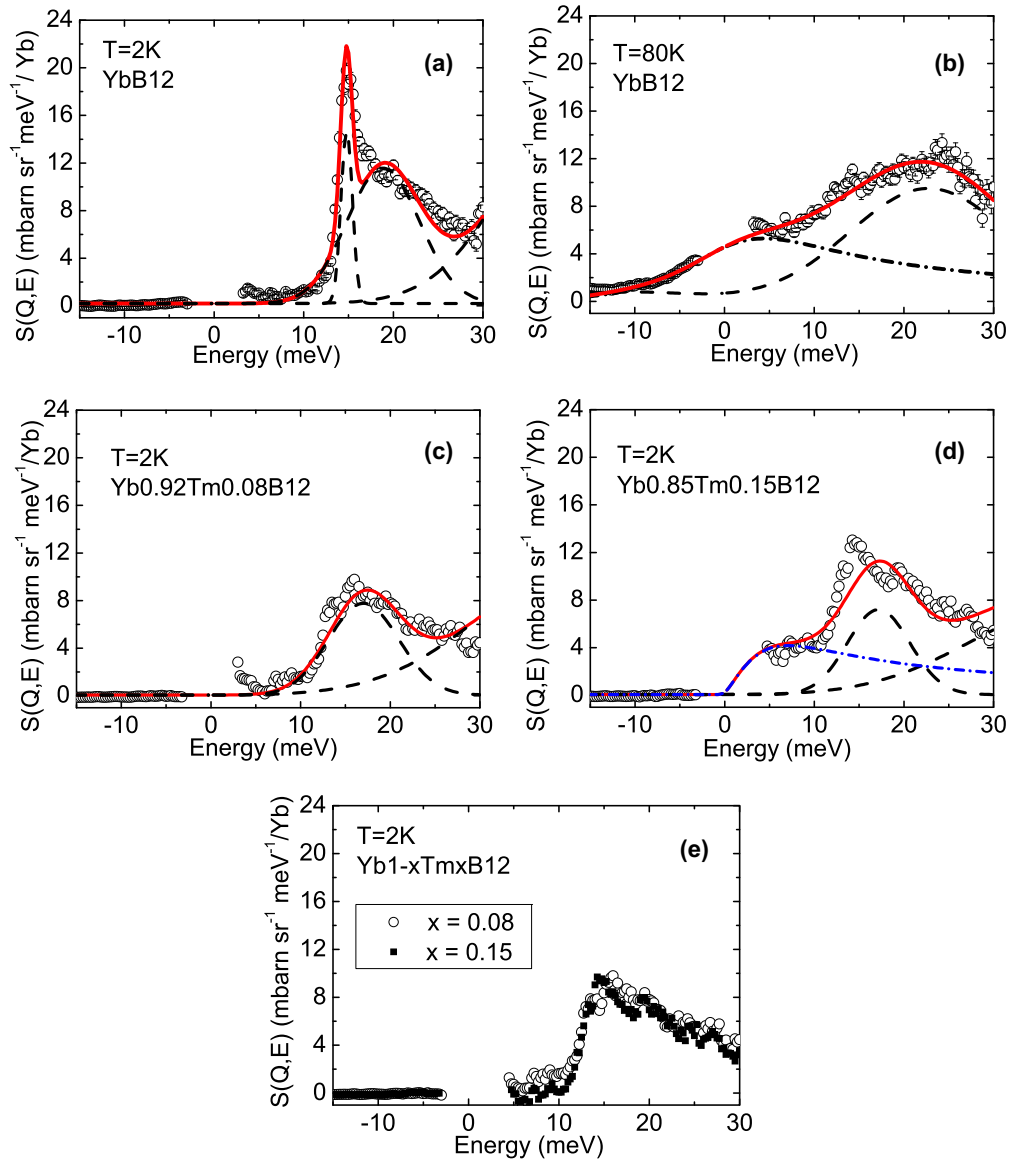 24
20
16
12
8
4
0
S(Q,E) (mbarn sr⁻¹meV⁻¹/ Yb)
T=2K
YbB12
(a)
-10 0 10 20 30
Energy (meV)
24
20
16
12
8
4
0
S(Q,E) (mbarn sr⁻¹meV⁻¹/ Yb)
T=80K
YbB12
(b)
-10 0 10 20 30
Energy (meV)
24
20
16
12
8
4
0
S(Q,E) (mbarn sr⁻¹ meV⁻¹/Yb)
T=2K
Yb0.92Tm0.08B12
(c)
-10 0 10 20 30
Energy (meV)
24
20
16
12
8
4
0
S(Q,E) (mbarn sr⁻¹ meV⁻¹/Yb)
T=2K
Yb0.85Tm0.15B12
(d)
-10 0 10 20 30
Energy (meV)
24
20
16
12
8
4
0
S(Q,E) (mbarn sr⁻¹ meV⁻¹/Yb)
T=2K
Yb1-xTmxB12
(e)
x = 0.08
x = 0.15
-10 0 10 20 30
Energy (meV)